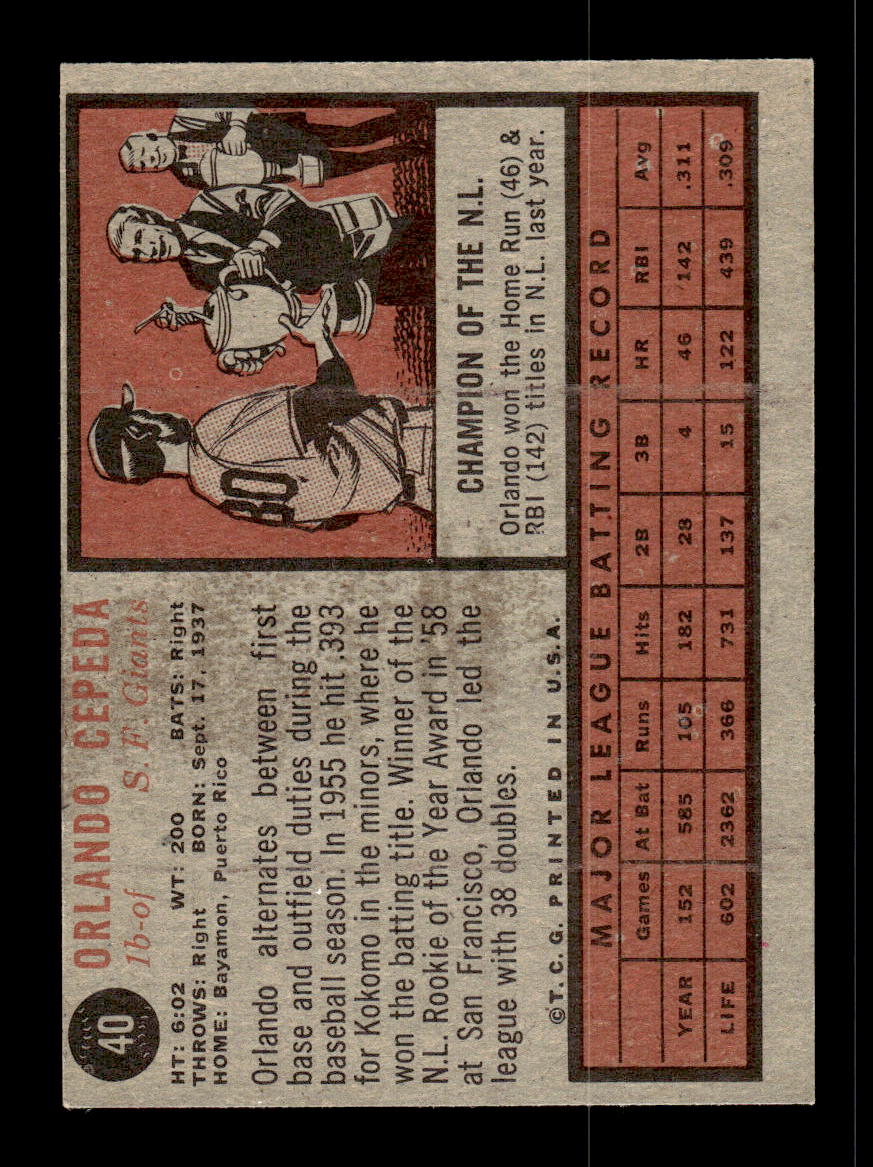 40
ORLANDO CEPEDA
1b-of S. F. Giants
HT: 6:02 WT: 200 BATS: Right
THROWS: Right BORN: Sept. 17, 1937
HOME: Bayamon, Puerto Rico
Orlando alternates between first
base and outfield duties during the
baseball season. In 1955 he hit .393
for Kokomo in the minors, where he
won the batting title. Winner of the
N.L. Rookie of the Year Award in '58
at San Francisco, Orlando led the
league with 38 doubles.
©T.C.G. PRINTED IN U.S.A.
30
CHAMPION OF THE N.L.
Orlando won the Home Run (46) &
RBI (142) titles in N.L. last year.
MAJOR LEAGUE BATTING RECORD
Games At Bat Runs Hits 2B 3B HR RBI Avg
YEAR 152 585 105 182 28 4 46 142 .311
LIFE 602 2362 366 731 137 15 122 439 .309